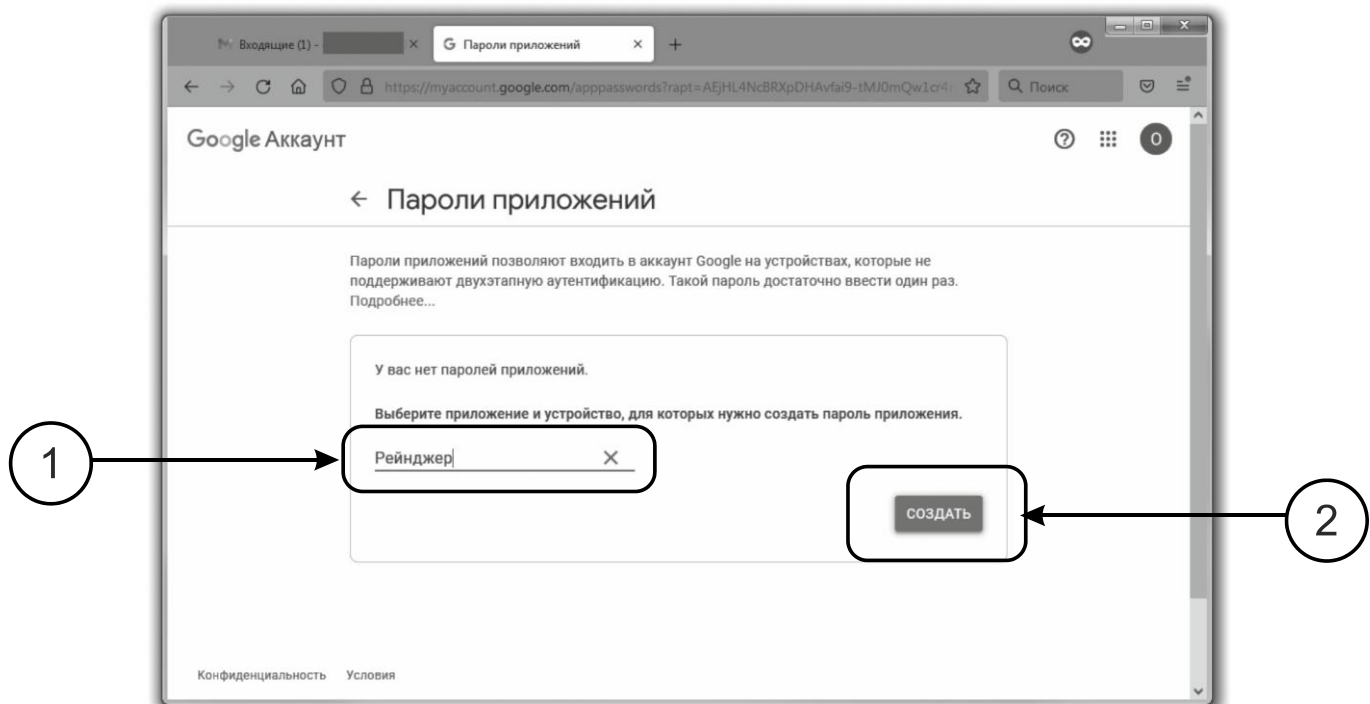 Входящие (1) -
Пароли приложений
https://myaccount.google.com/apppasswords?rapt=AEjHL4NcBRXpDHAvfai9-tMJ0mQw1cr4
Поиск
Google Аккаунт
O
Пароли приложений
Пароли приложений позволяют входить в аккаунт Google на устройствах, которые не
поддерживают двухэтапную аутентификацию. Такой пароль достаточно ввести один раз.
Подробнее...
У вас нет паролей приложений.
Выберите приложение и устройство, для которых нужно создать пароль приложения.
1
Рейнджер
СОЗДАТЬ
2
Конфиденциальность Условия